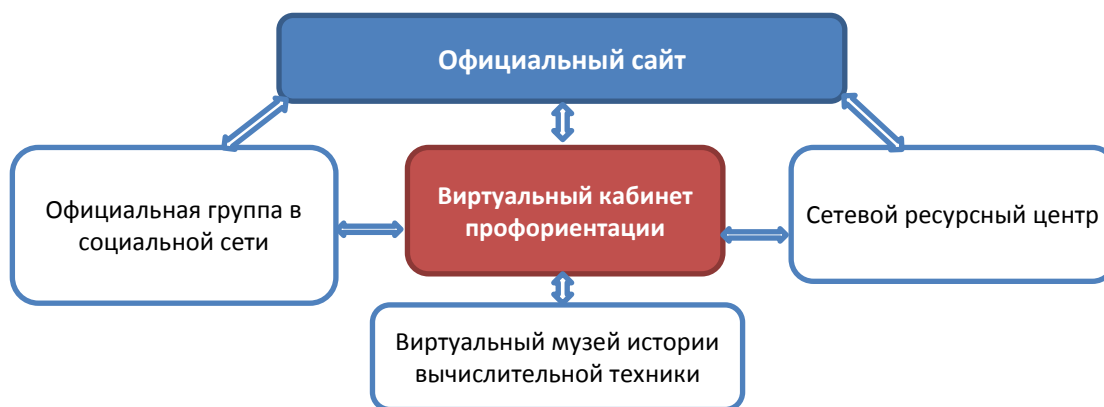 Официальный сайт
Официальная группа в
социальной сети
Виртуальный кабинет
профориентации
Сетевой ресурсный центр
Виртуальный музей истории
вычислительной техники